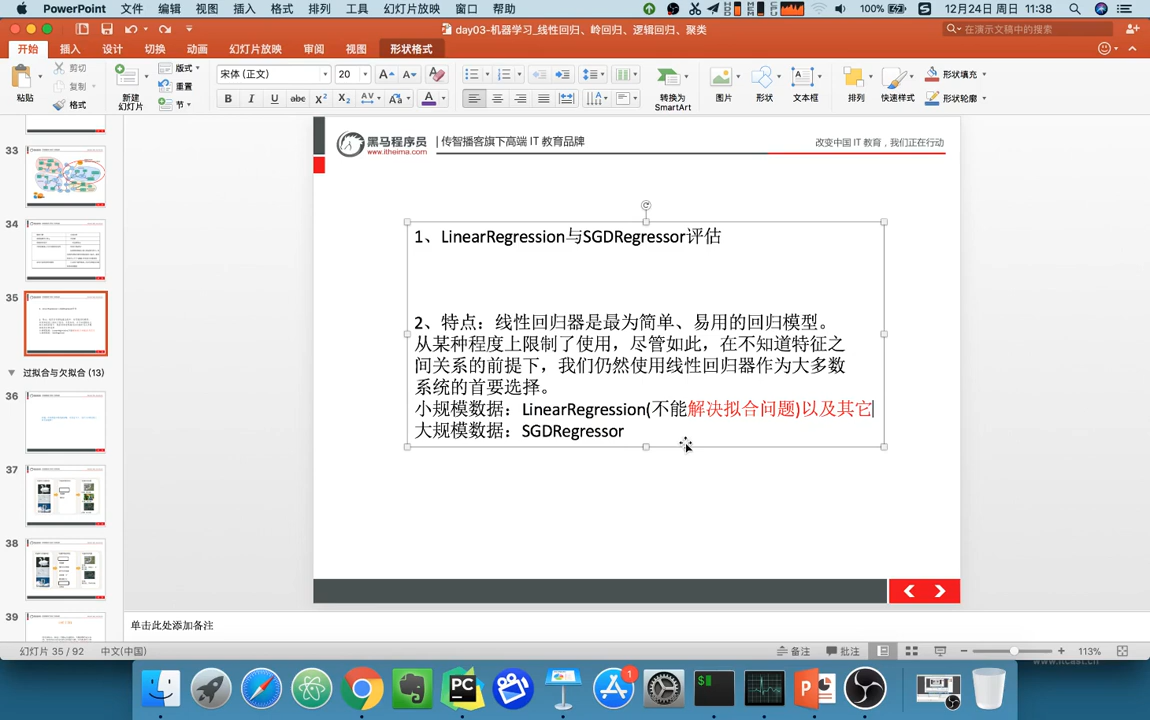 PowerPoint 文件 编辑 视图 插入 格式 排列 工具 幻灯片放映 窗口 帮助 100% 12月24日 周日 11:38
day03-机器学习_线性回归、岭回归、逻辑回归、聚类
在演示文稿中搜索
开始 插入 设计 切换 动画 幻灯片放映 审阅 视图 形状格式
粘贴 剪切 复制 格式
新建幻灯片 版式 重置 节
宋体 (正文) 20
B I U abc X² X₂ AV Aa A
转换为 SmartArt
图片 形状 文本框 排列 快速样式 形状填充 形状轮廓
33
34
35
过拟合与欠拟合 (13)
36
37
38
39
黑马程序员
www.itheima.com
传智播客旗下高端 IT 教育品牌
改变中国 IT 教育，我们正在行动
1、LinearRegression与SGDRegressor评估
2、特点：线性回归器是最为简单、易用的回归模型。
从某种程度上限制了使用，尽管如此，在不知道特征之
间关系的前提下，我们仍然使用线性回归器作为大多数
系统的首要选择。
小规模数据：LinearRegression(不能解决拟合问题)以及其它
大规模数据：SGDRegressor
单击此处添加备注
幻灯片 35 / 92 中文(中国) 备注 批注 113%
www.itcast.cn
PC
1